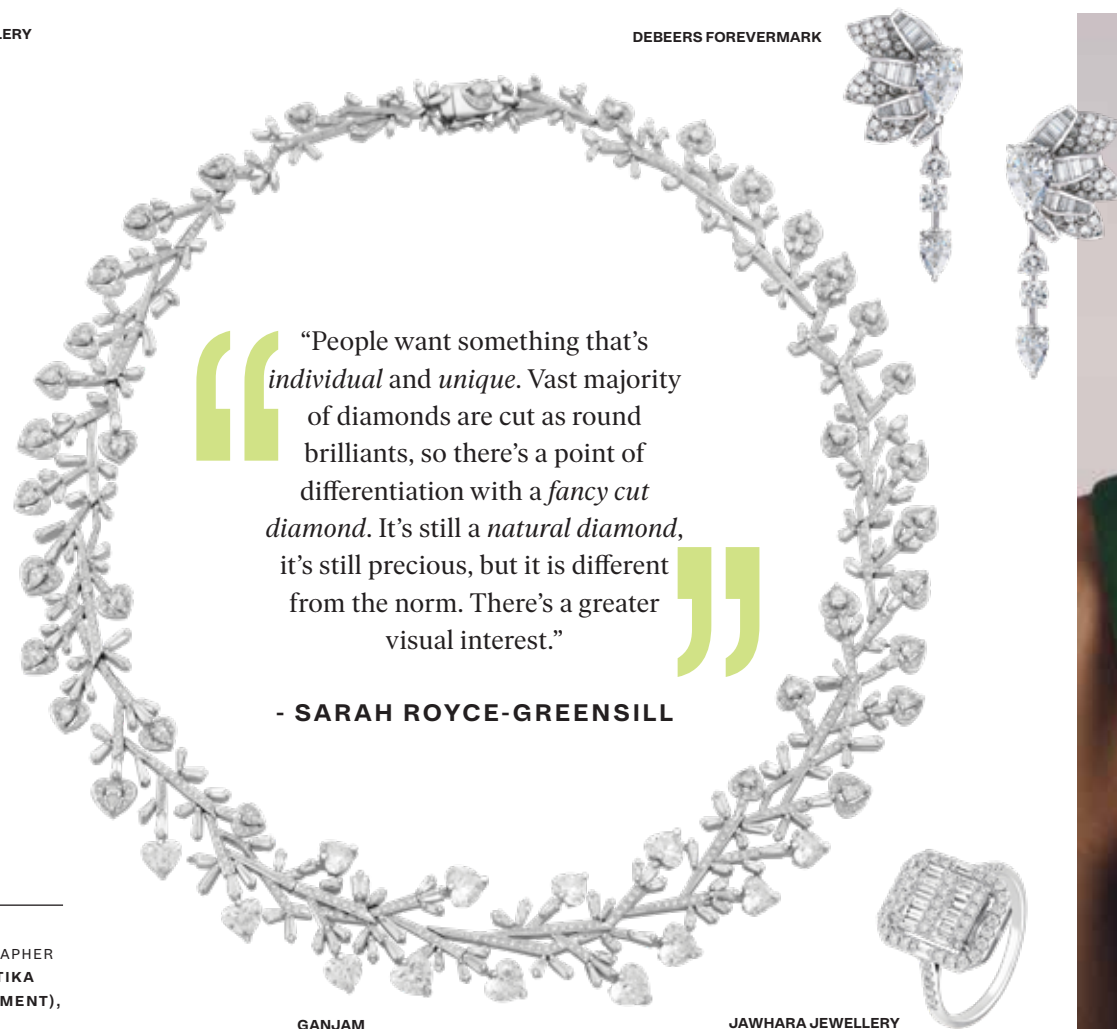 LERY
DEBEERS FOREVERMARK
“People want something that’s
individual and unique. Vast majority
of diamonds are cut as round
brilliants, so there’s a point of
differentiation with a fancy cut
diamond. It’s still a natural diamond,
it’s still precious, but it is different
from the norm. There’s a greater
visual interest.”
- SARAH ROYCE-GREENSILL
APHER
TIKA
MENT),
GANJAM
JAWHARA JEWELLERY